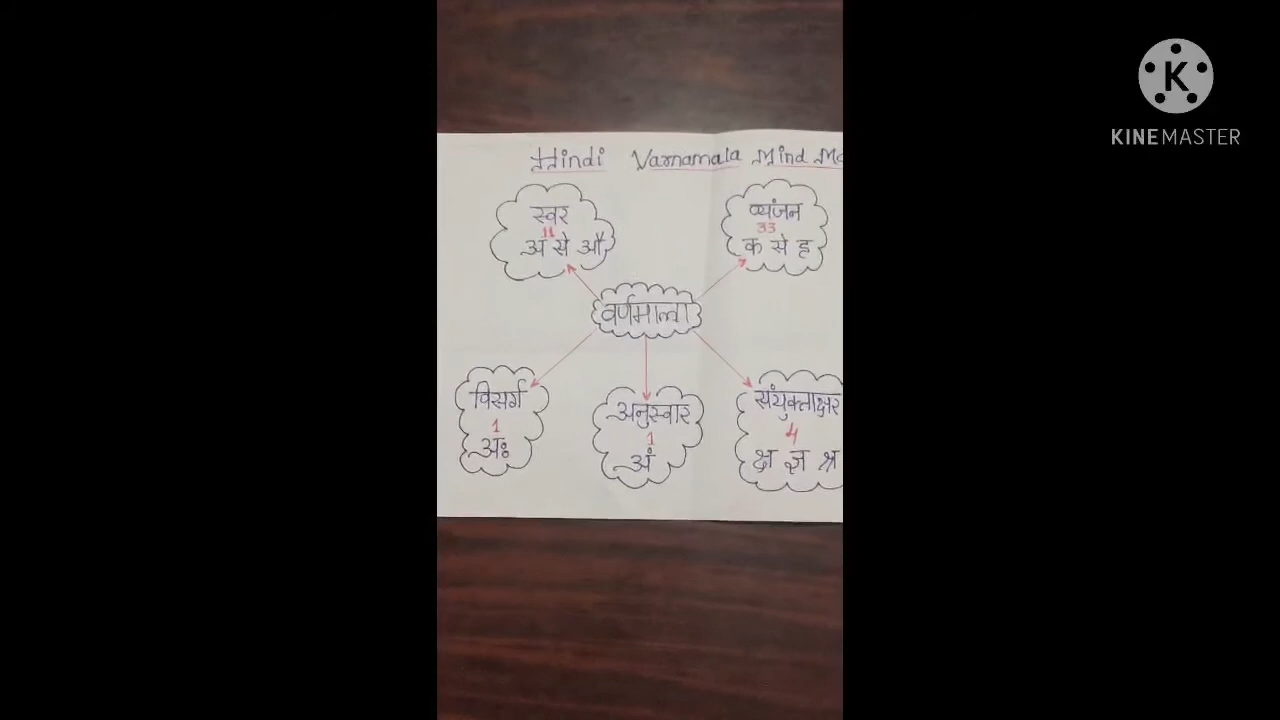 K
KINEMASTER
Hindi Varnamala Mind
स्वर
11
अ से औ
व्यंजन
33
क से ह
वर्णमाला
विसर्ग
1
अः
अनुस्वार
1
अं
संयुक्ताक्षर
4
क्ष ज्ञ श्र